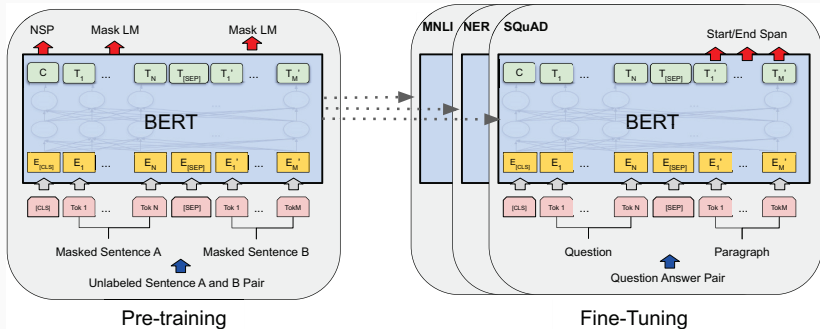 NSP Mask LM Mask LM
C T1 ... TN T[SEP] T1' ... TM'
BERT
E[CLS] E1 ... EN E[SEP] E1' ... EM'
[CLS] Tok 1 ... Tok N [SEP] Tok 1 ... TokM
Masked Sentence A Masked Sentence B
Unlabeled Sentence A and B Pair
Pre-training
MNLI NER SQuAD
Start/End Span
C T1 ... TN T[SEP] T1' ... TM'
BERT
E[CLS] E1 ... EN E[SEP] E1' ... EM'
[CLS] Tok 1 ... Tok N [SEP] Tok 1 ... TokM
Question Paragraph
Question Answer Pair
Fine-Tuning